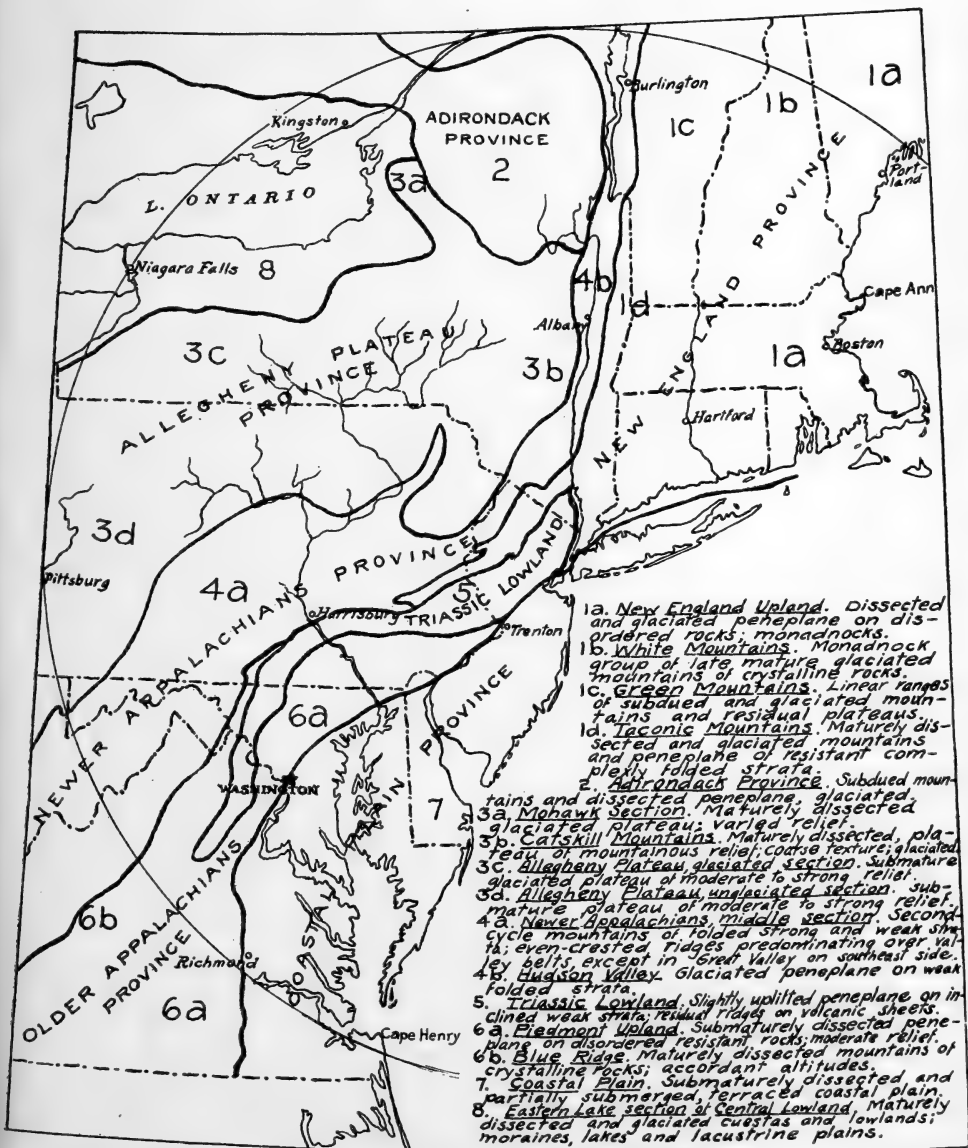 1a
Burlington
1b
ADIRONDACK
PROVINCE
2
1c
Kingston
Portland
3a
L. ONTARIO
NEW ENGLAND PROVINCE
Niagara Falls
8
4b
1d
Cape Ann
Albany
3c
ALLEGHENY PLATEAU
PROVINCE
3b
1a
Boston
Hartford
3d
Pittsburg
4a
NEWER APPALACHIANS PROVINCE
5
TRIASSIC LOWLAND
Harrisburg
Trenton
6a
COASTAL PLAIN PROVINCE
WASHINGTON
7
6b
OLDER APPALACHIANS
PROVINCE
Richmond
6a
Cape Henry
1a. New England Upland. Dissected
and glaciated peneplane on dis-
ordered rocks; monadnocks.
1b. White Mountains. Monadnock
group of late mature glaciated
mountains of crystalline rocks.
1c. Green Mountains. Linear ranges
of subdued and glaciated moun-
tains and residual plateaus.
1d. Taconic Mountains. Maturely dis-
sected and glaciated mountains
and peneplane of resistant com-
plexly folded strata.
2. Adirondack Province. Subdued moun-
tains and dissected peneplane, glaciated.
3a. Mohawk Section. Maturely dissected
glaciated plateau; varied relief.
3b. Catskill Mountains. Maturely dissected, pla-
teau of mountainous relief; coarse texture; glaciated.
3c. Allegheny Plateau, glaciated section. Submature
glaciated plateau of moderate to strong relief.
3d. Allegheny Plateau, unglaciated section. Sub-
mature plateau of moderate to strong relief.
4a. Newer Appalachians, middle section. Second-
cycle mountains of folded strong and weak stra-
ta; even-crested ridges predominating over val-
ley belts, except in Great Valley on southeast side.
4b. Hudson Valley. Glaciated peneplane on weak
folded strata.
5. Triassic Lowland. Slightly uplifted peneplane on in-
clined weak strata; residual ridges on volcanic sheets.
6a. Piedmont Upland. Submaturely dissected pene-
plane on disordered resistant rocks; moderate relief.
6b. Blue Ridge. Maturely dissected mountains of
crystalline rocks; accordant altitudes.
7. Coastal Plain. Submaturely dissected and
partially submerged, terraced coastal plain.
8. Eastern Lake section of Central Lowland. Maturely
dissected and glaciated cuestas and lowlands;
moraines, lakes and lacustrine plains.